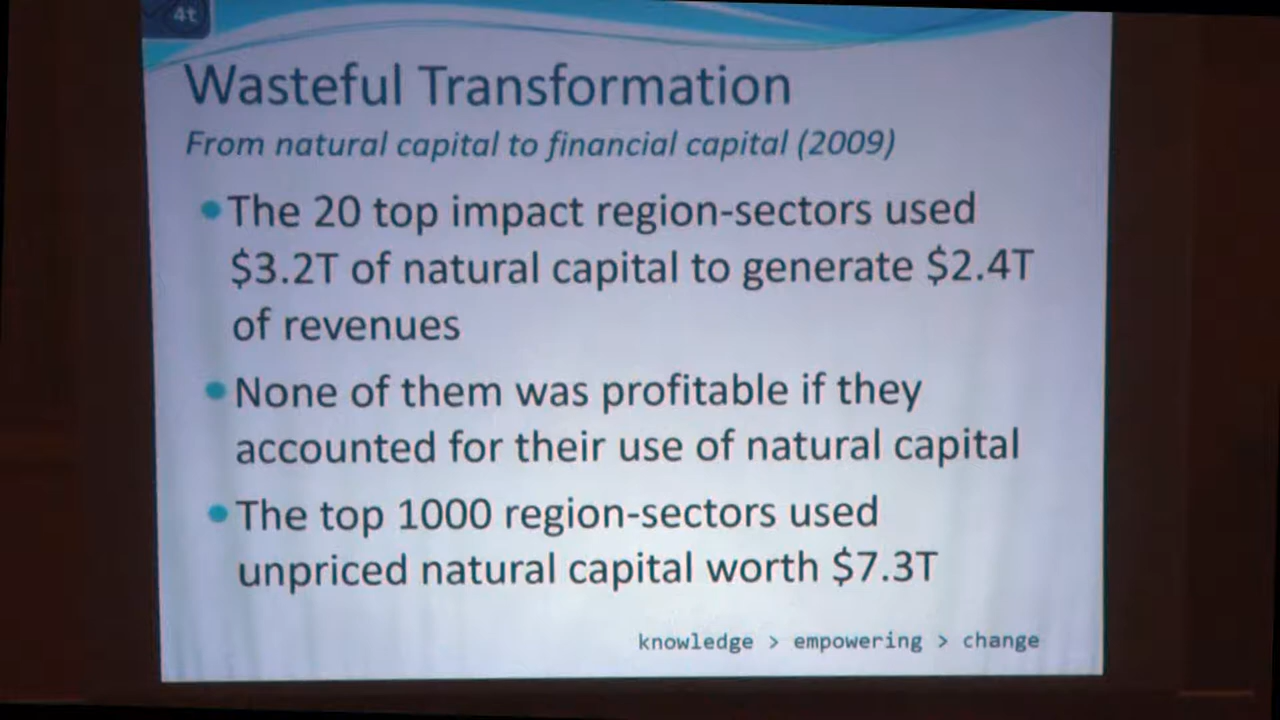 4t
Wasteful Transformation
From natural capital to financial capital (2009)
•The 20 top impact region-sectors used
$3.2T of natural capital to generate $2.4T
of revenues
•None of them was profitable if they
accounted for their use of natural capital
•The top 1000 region-sectors used
unpriced natural capital worth $7.3T
knowledge > empowering > change